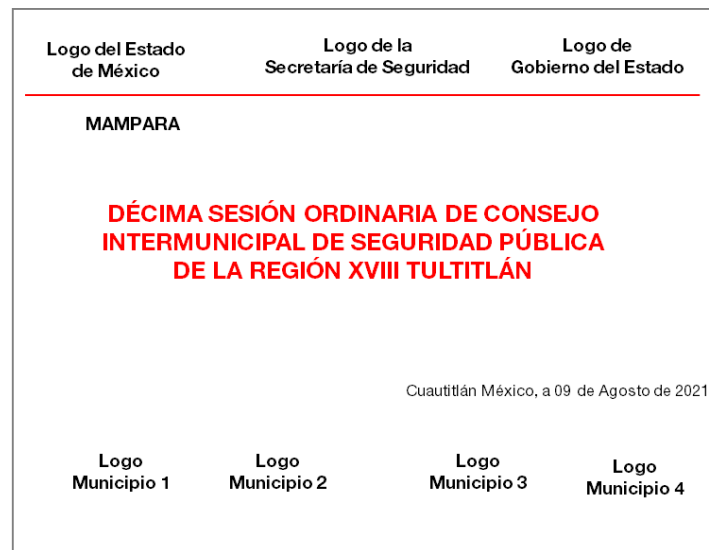 Logo del Estado
de México
Logo de la
Secretaría de Seguridad
Logo de
Gobierno del Estado
MAMPARA
DÉCIMA SESIÓN ORDINARIA DE CONSEJO
INTERMUNICIPAL DE SEGURIDAD PÚBLICA
DE LA REGIÓN XVIII TULTITLÁN
Cuautitlán México, a 09 de Agosto de 2021
Logo
Municipio 1
Logo
Municipio 2
Logo
Municipio 3
Logo
Municipio 4